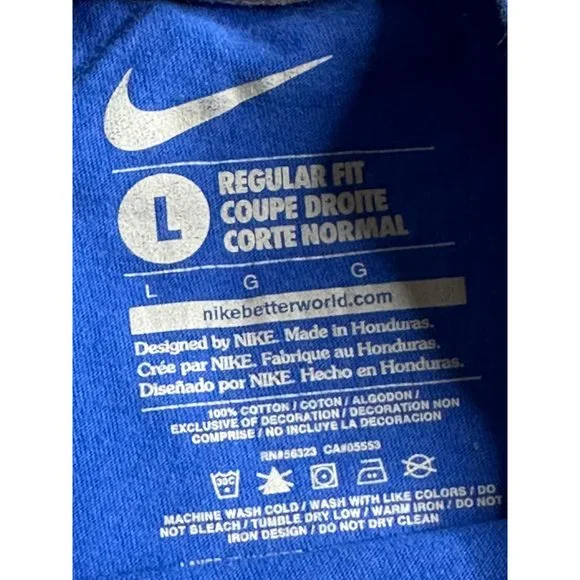 L
REGULAR FIT
COUPE DROITE
CORTE NORMAL
L G G
nikebetterworld.com
Designed by NIKE. Made in Honduras.
Crée par NIKE. Fabrique au Honduras.
Diseñado por NIKE. Hecho en Honduras.
100% COTTON / COTON / ALGODON
EXCLUSIVE OF DECORATION / DECORATION NON
COMPRISE / NO INCLUYE LA DECORACION
RN#56323 CA#05553
30C
MACHINE WASH COLD / WASH WITH LIKE COLORS / DO
NOT BLEACH / TUMBLE DRY LOW / WARM IRON / DO NOT
IRON DESIGN / DO NOT DRY CLEAN